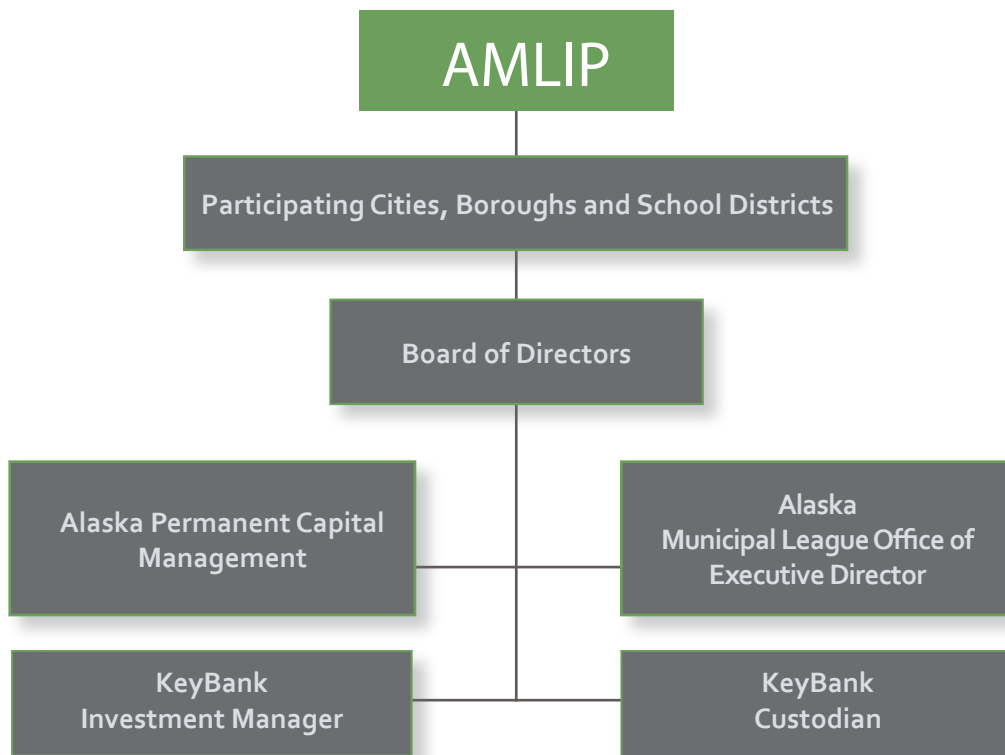 AMLIP
Participating Cities, Boroughs and School Districts
Board of Directors
Alaska Permanent Capital
Management
Alaska
Municipal League Office of
Executive Director
KeyBank
Investment Manager
KeyBank
Custodian